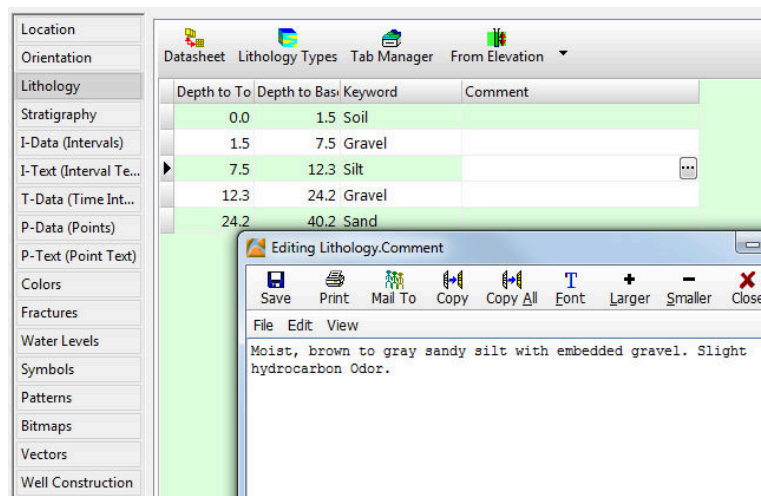 Location
Orientation
Lithology
Stratigraphy
I-Data (Intervals)
I-Text (Interval Te...
T-Data (Time Int...
P-Data (Points)
P-Text (Point Text)
Colors
Fractures
Water Levels
Symbols
Patterns
Bitmaps
Vectors
Well Construction
Datasheet Lithology Types Tab Manager From Elevation
Depth to To Depth to Bas Keyword Comment
0.0 1.5 Soil
1.5 7.5 Gravel
7.5 12.3 Silt ...
12.3 24.2 Gravel
24.2 40.2 Sand
Editing Lithology.Comment
Save Print Mail To Copy Copy All Font Larger Smaller Close
File Edit View
Moist, brown to gray sandy silt with embedded gravel. Slight
hydrocarbon Odor.